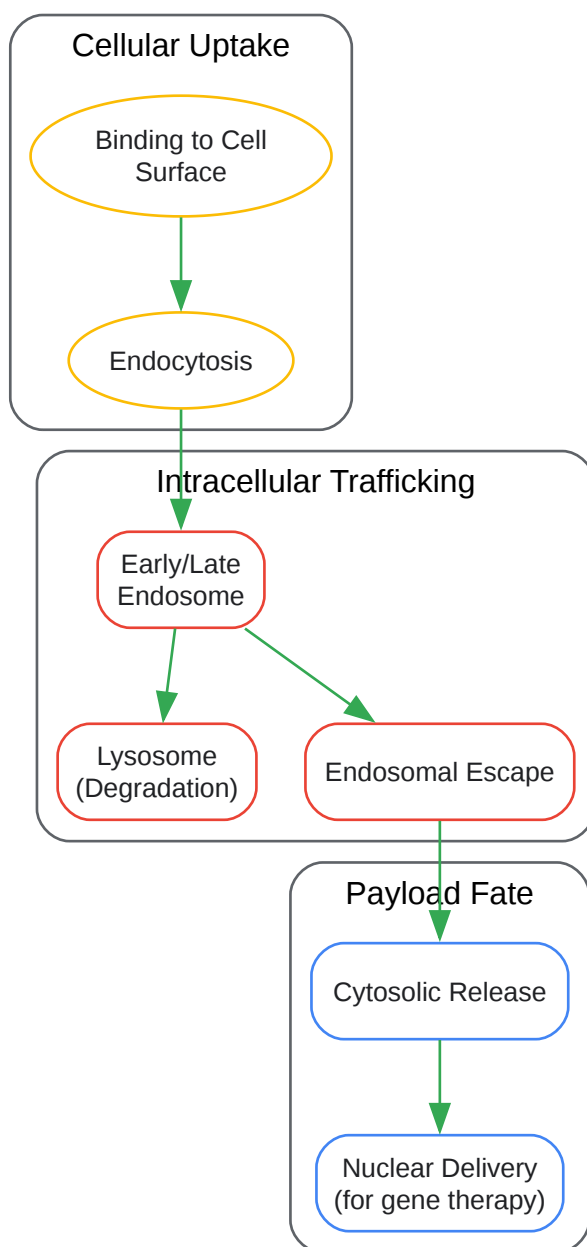 Cellular Uptake
Binding to Cell
Surface
Endocytosis
Intracellular Trafficking
Early/Late
Endosome
Lysosome
(Degradation)
Endosomal Escape
Payload Fate
Cytosolic Release
Nuclear Delivery
(for gene therapy)